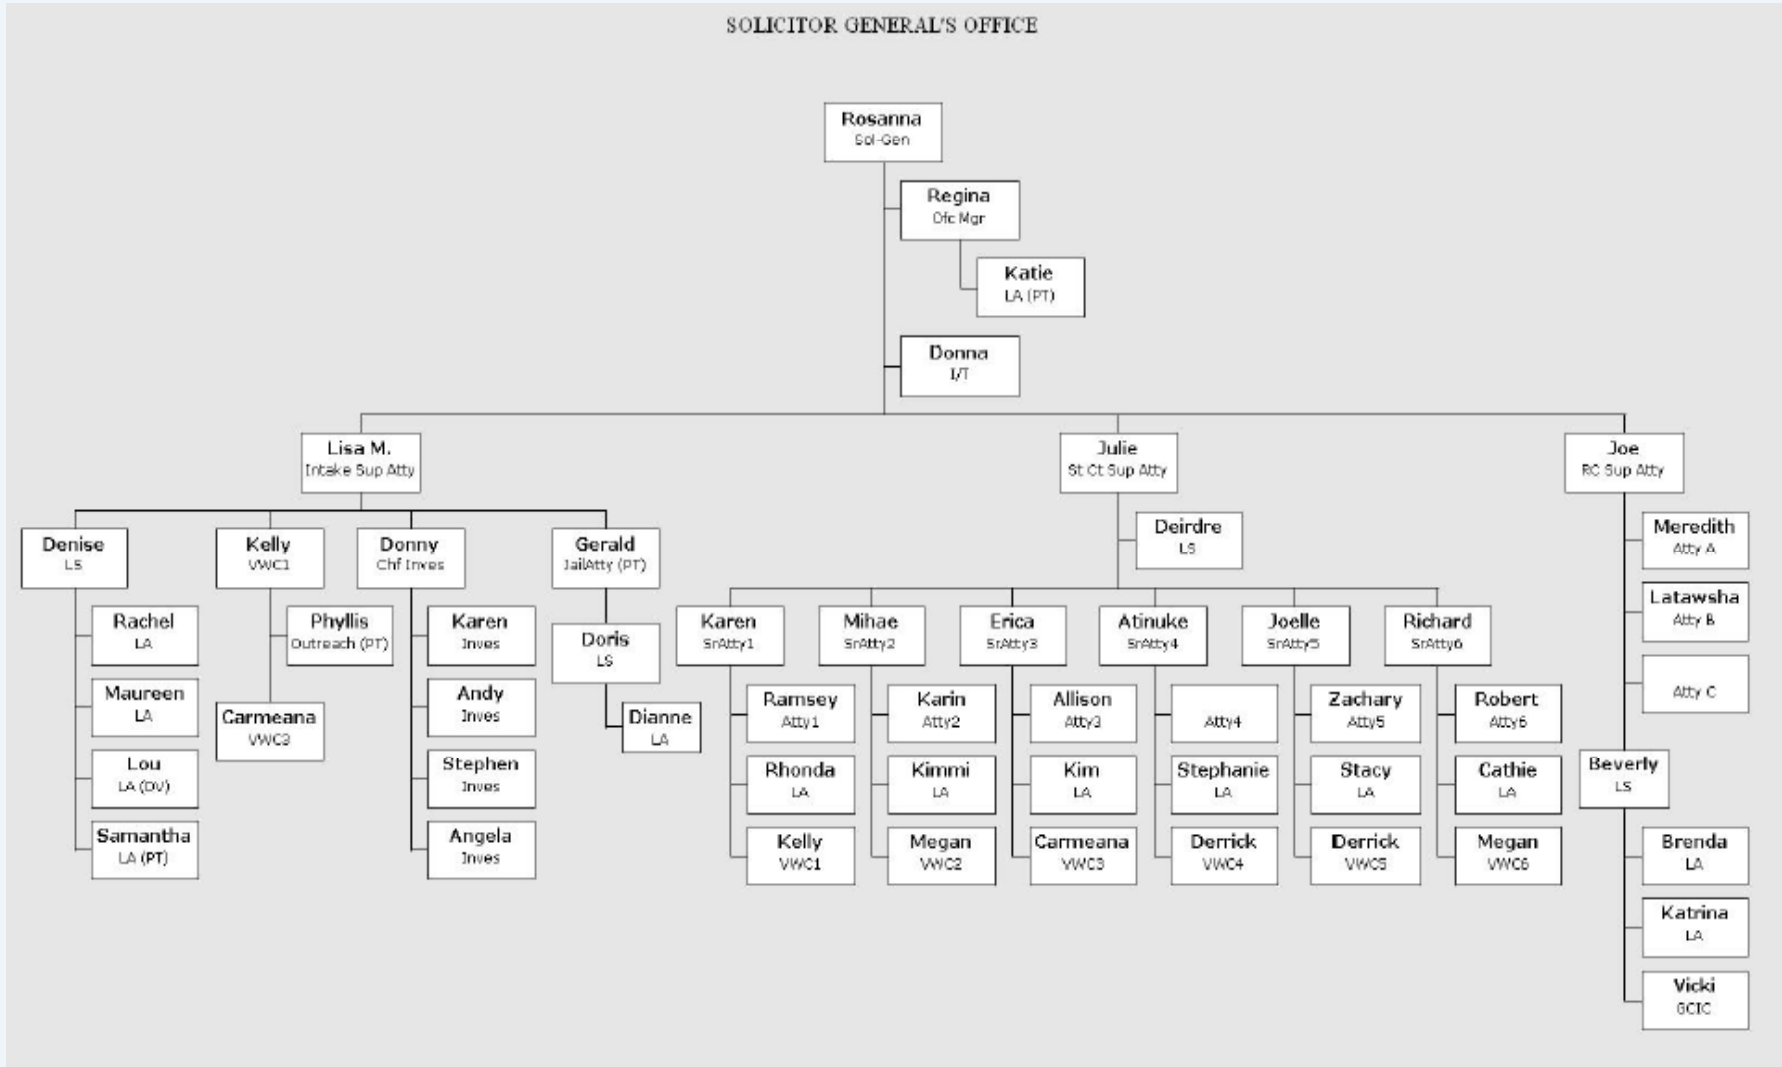 SOLICITOR GENERAL'S OFFICE
Rosanna
Sol-Gen
Regina
Ofc Mgr
Katie
LA (PT)
Donna
I/T
Lisa M.
Intake Sup Atty
Julie
St Ct Sup Atty
Joe
RC Sup Atty
Denise
LS
Kelly
VWC1
Donny
Chf Inves
Gerald
JailAtty (PT)
Rachel
LA
Maureen
LA
Lou
LA (DV)
Samantha
LA (PT)
Phyllis
Outreach (PT)
Carmeana
VWC3
Karen
Inves
Andy
Inves
Stephen
Inves
Angela
Inves
Doris
LS
Dianne
LA
Deirdre
LS
Karen
SrAtty1
Ramsey
Atty1
Rhonda
LA
Kelly
VWC1
Mihae
SrAtty2
Karin
Atty2
Kimmi
LA
Megan
VWC2
Erica
SrAtty3
Allison
Atty3
Kim
LA
Carmeana
VWC3
Atinuke
SrAtty4
Atty4
Stephanie
LA
Derrick
VWC4
Joelle
SrAtty5
Zachary
Atty5
Stacy
LA
Derrick
VWC5
Richard
SrAtty6
Robert
Atty6
Cathie
LA
Megan
VWC6
Meredith
Atty A
Latawsha
Atty B
Atty C
Beverly
LS
Brenda
LA
Katrina
LA
Vicki
GCIC